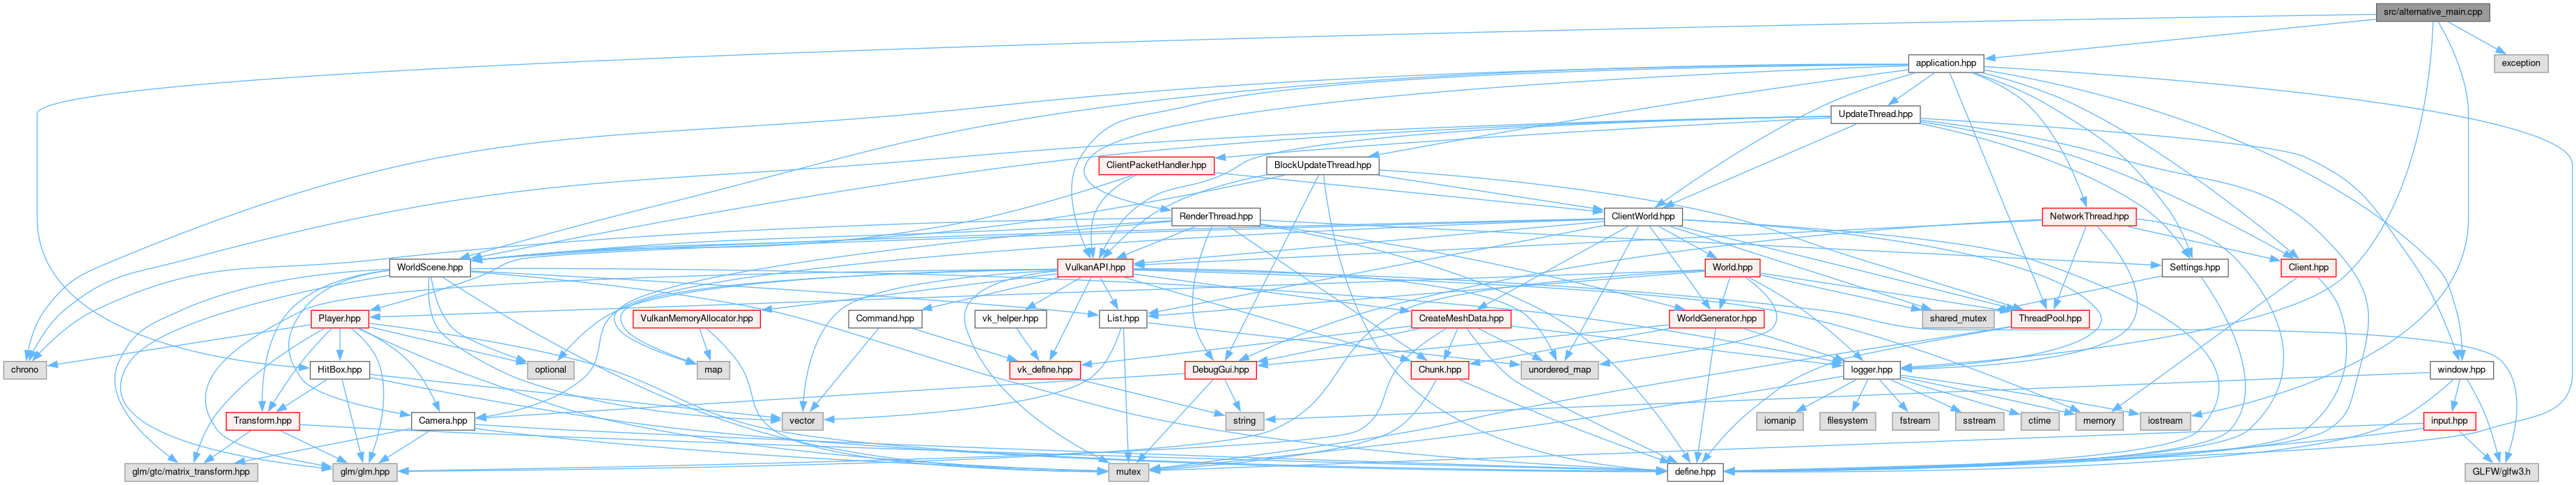 src/alternative_main.cpp
application.hpp
exception
UpdateThread.hpp
ClientPacketHandler.hpp
BlockUpdateThread.hpp
RenderThread.hpp
ClientWorld.hpp
NetworkThread.hpp
WorldScene.hpp
VulkanAPI.hpp
World.hpp
Settings.hpp
Client.hpp
Player.hpp
VulkanMemoryAllocator.hpp
Command.hpp
vk_helper.hpp
List.hpp
CreateMeshData.hpp
WorldGenerator.hpp
shared_mutex
ThreadPool.hpp
chrono
HitBox.hpp
optional
map
vk_define.hpp
DebugGui.hpp
Chunk.hpp
unordered_map
logger.hpp
window.hpp
Transform.hpp
Camera.hpp
vector
string
iomanip
filesystem
fstream
sstream
ctime
memory
iostream
input.hpp
glm/gtc/matrix_transform.hpp
glm/glm.hpp
mutex
define.hpp
GLFW/glfw3.h